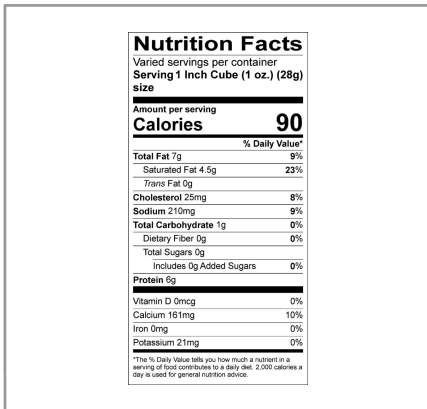 Nutrition Facts
Varied servings per container
Serving 1 Inch Cube (1 oz.) (28g)
size
Amount per serving
Calories 90
% Daily Value*
Total Fat 7g 9%
Saturated Fat 4.5g 23%
Trans Fat 0g
Cholesterol 25mg 8%
Sodium 210mg 9%
Total Carbohydrate 1g 0%
Dietary Fiber 0g 0%
Total Sugars 0g
Includes 0g Added Sugars 0%
Protein 6g
Vitamin D 0mcg 0%
Calcium 161mg 10%
Iron 0mg 0%
Potassium 21mg 0%
*The % Daily Value tells you how much a nutrient in a
serving of food contributes to a daily diet. 2,000 calories a
day is used for general nutrition advice.